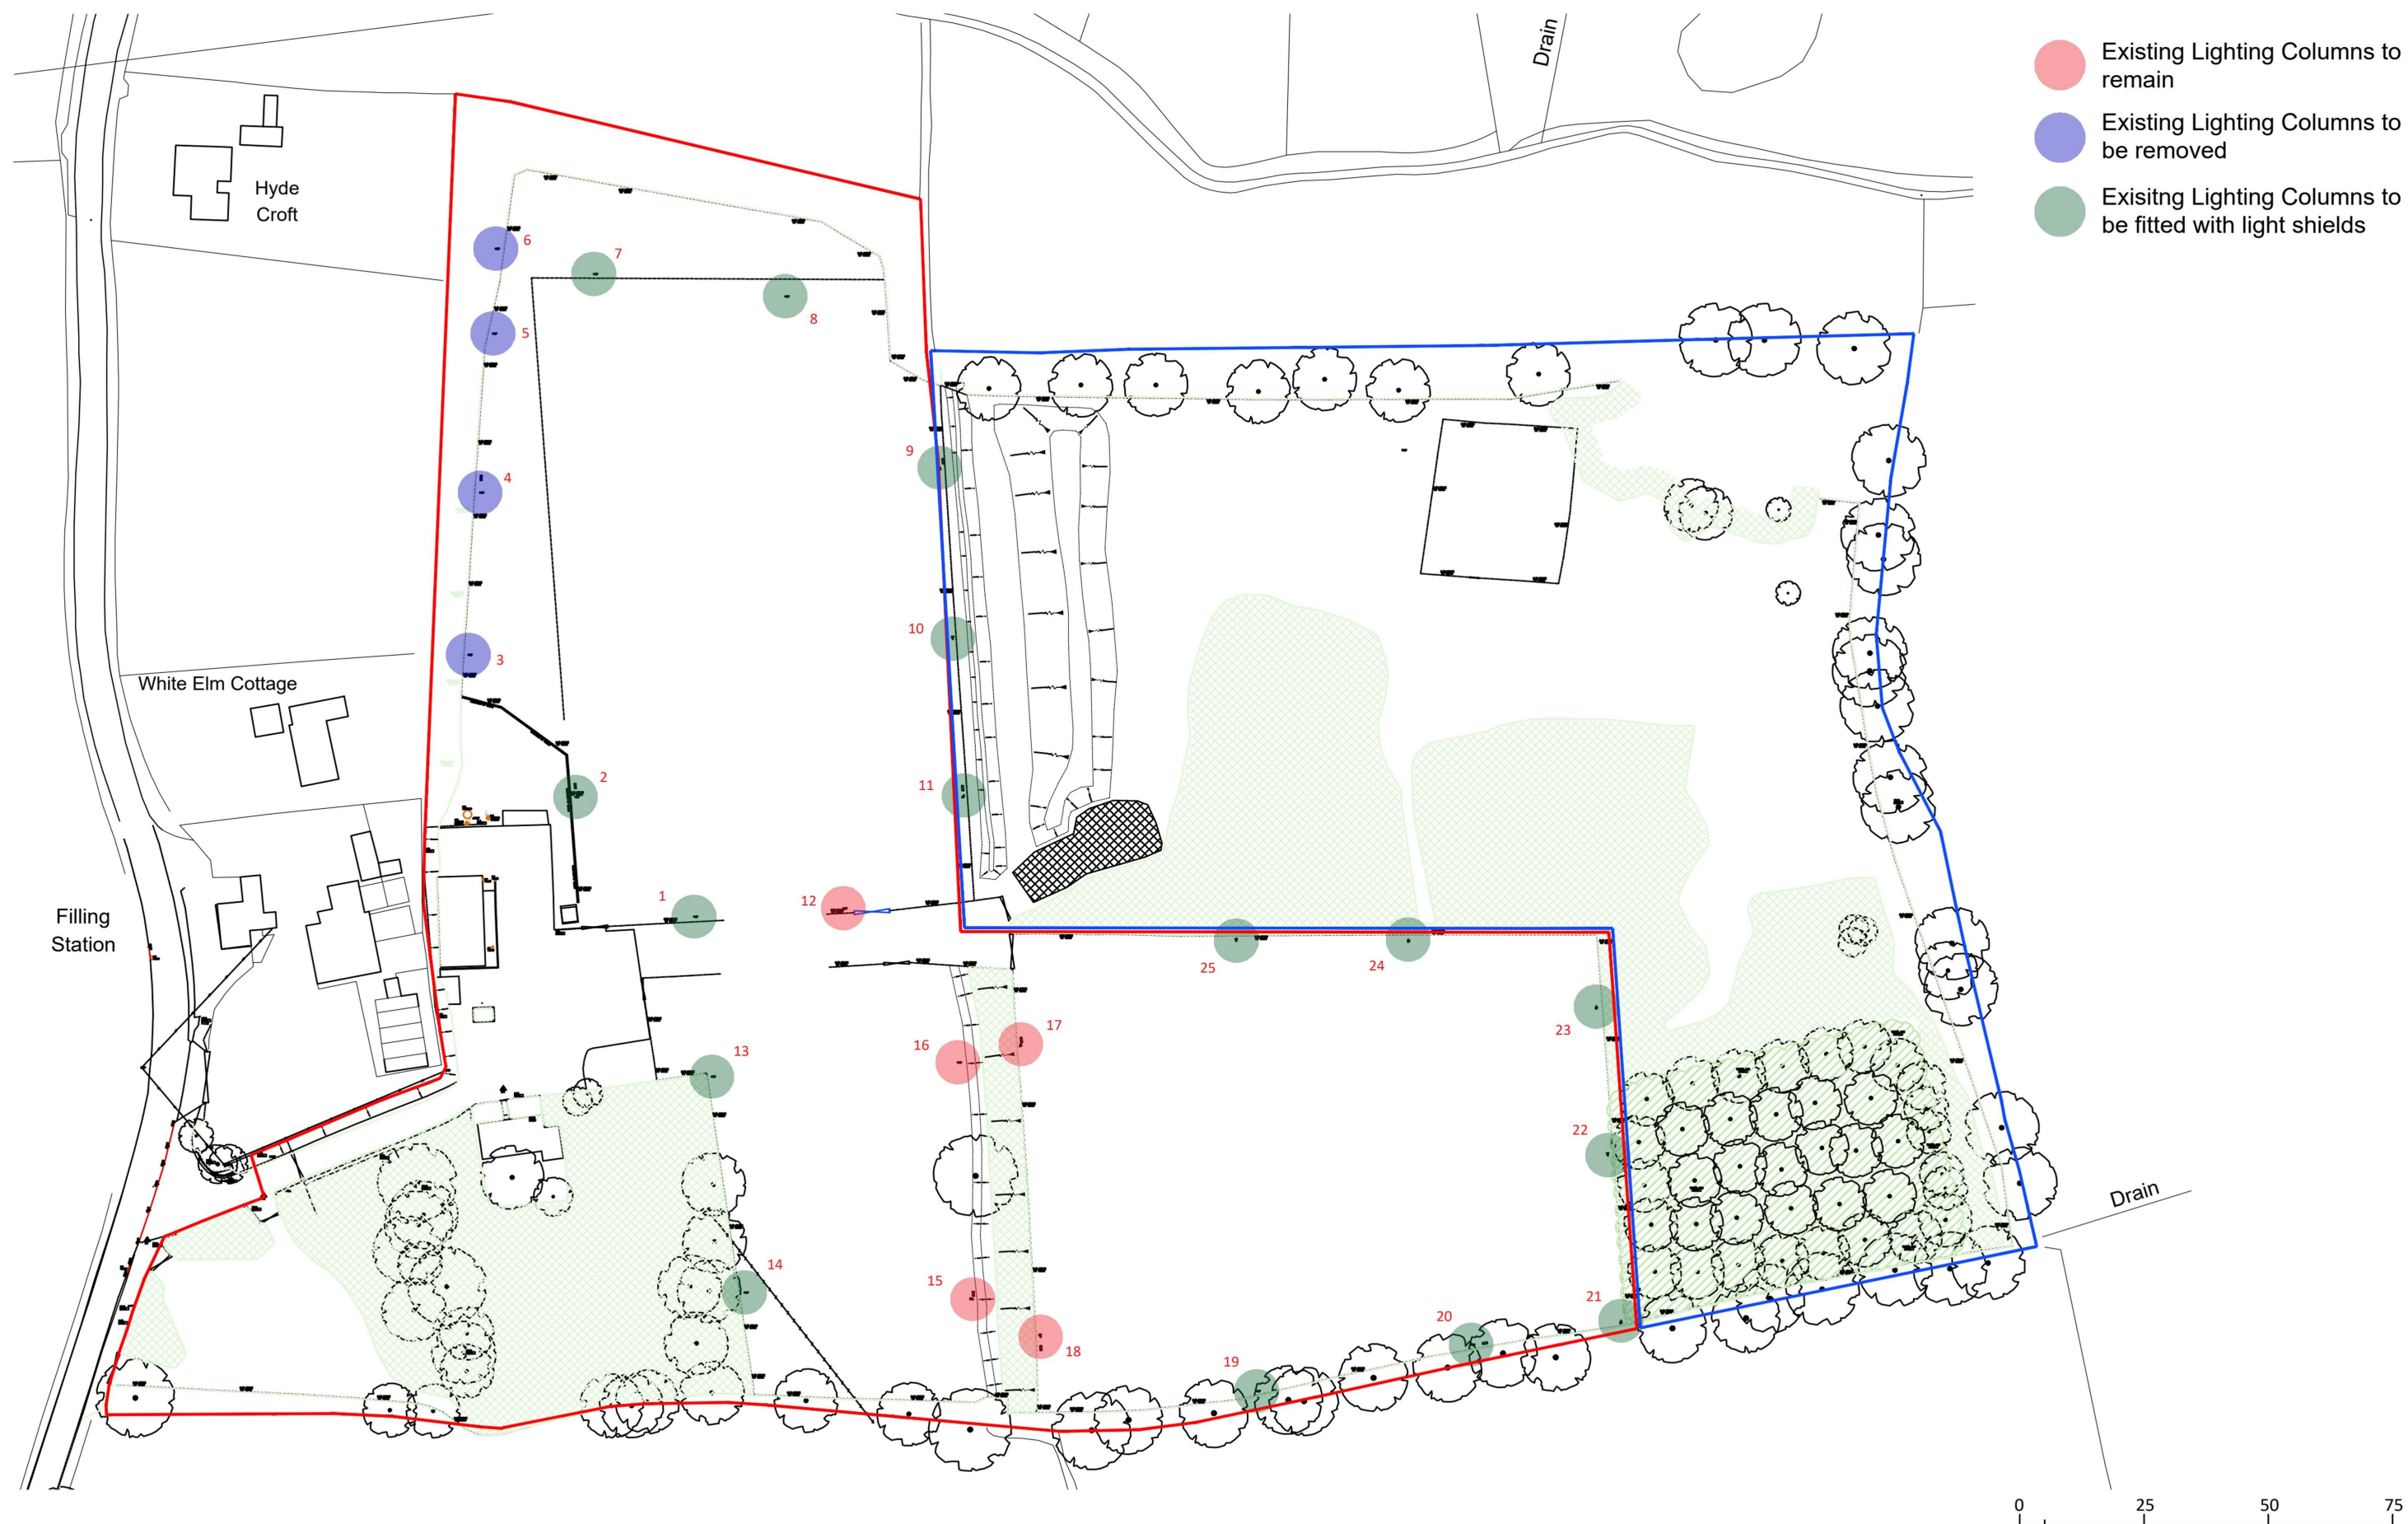 Drain
Existing Lighting Columns to
remain
Existing Lighting Columns to
be removed
Exisitng Lighting Columns to
be fitted with light shields
Hyde
Croft
6
7
8
5
9
4
10
3
White Elm Cottage
2
11
1
12
Filling
Station
25
24
23
17
16
13
22
Drain
14
15
21
20
18
19
0 25 50 75